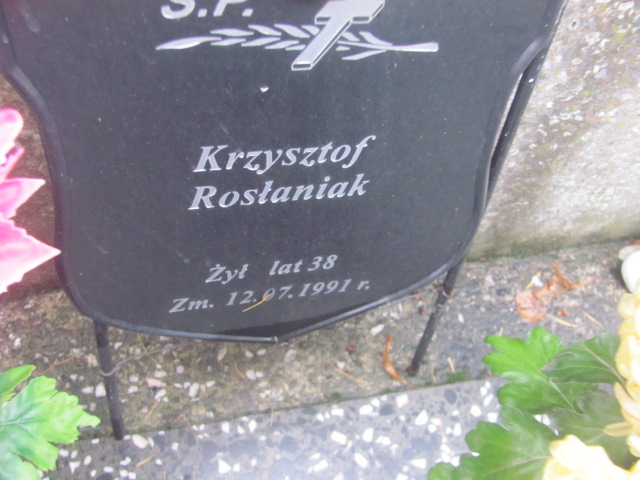 Ś.P.
Krzysztof
Rosłaniak
Żył lat 38
Zm. 12.07.1991 r.